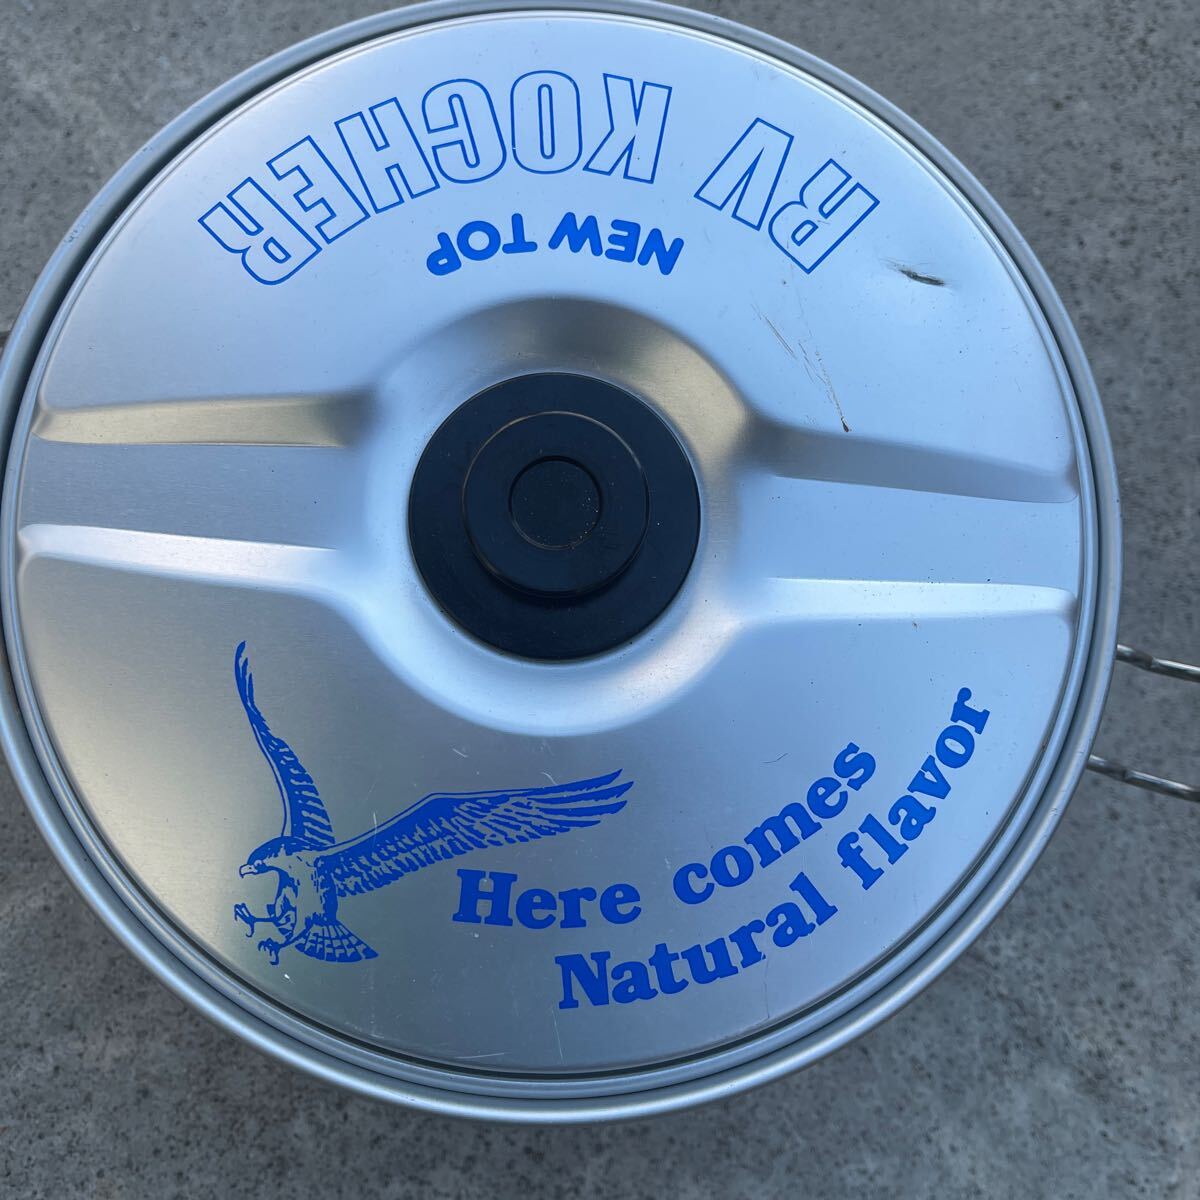 RV KOCHER
NEW TOP
Here comes
Natural flavor